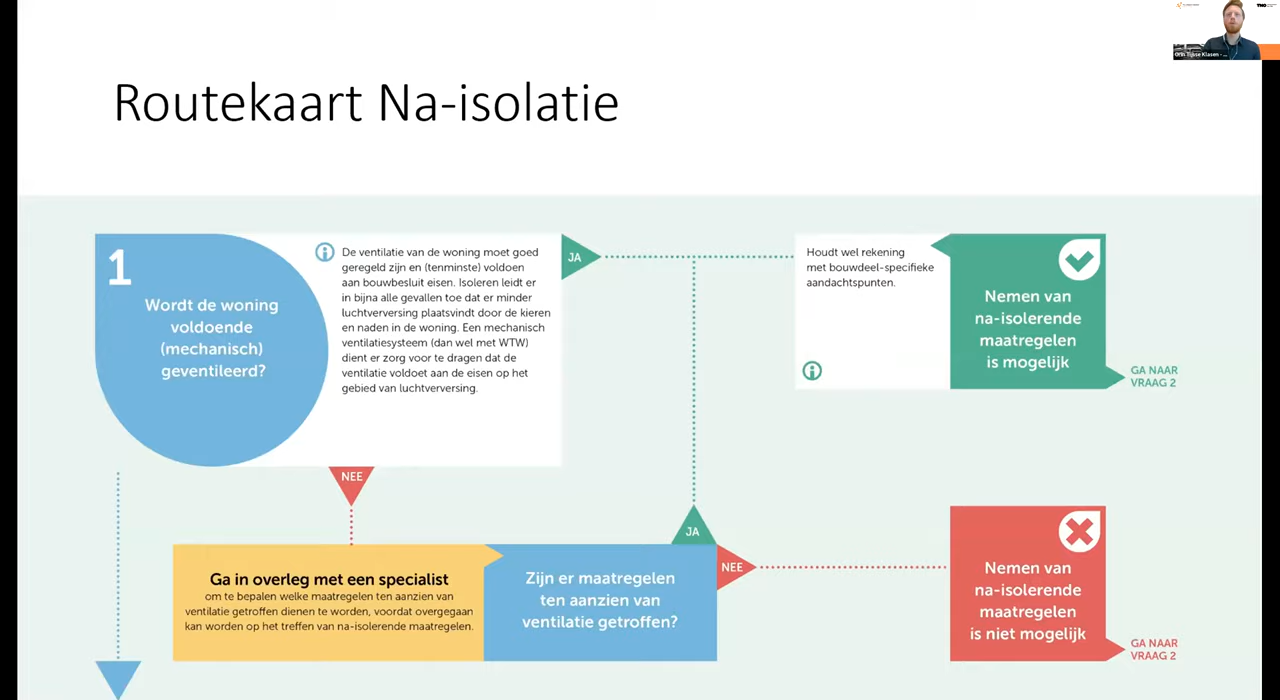 Routekaart Na-isolatie
TNO
Orin Tijsse Klasen - ...
1
Wordt de woning
voldoende
(mechanisch)
geventileerd?
De ventilatie van de woning moet goed
geregeld zijn en (tenminste) voldoen
aan bouwbesluit eisen. Isoleren leidt er
in bijna alle gevallen toe dat er minder
luchtverversing plaatsvindt door de kieren
en naden in de woning. Een mechanisch
ventilatiesysteem (dan wel met WTW)
dient er zorg voor te dragen dat de
ventilatie voldoet aan de eisen op het
gebied van luchtverversing.
JA
Houdt wel rekening
met bouwdeel-specifieke
aandachtspunten.
Nemen van
na-isolerende
maatregelen
is mogelijk
GA NAAR
VRAAG 2
NEE
Ga in overleg met een specialist
om te bepalen welke maatregelen ten aanzien van
ventilatie getroffen dienen te worden, voordat overgegaan
kan worden op het treffen van na-isolerende maatregelen.
Zijn er maatregelen
ten aanzien van
ventilatie getroffen?
JA
NEE
Nemen van
na-isolerende
maatregelen
is niet mogelijk
GA NAAR
VRAAG 2